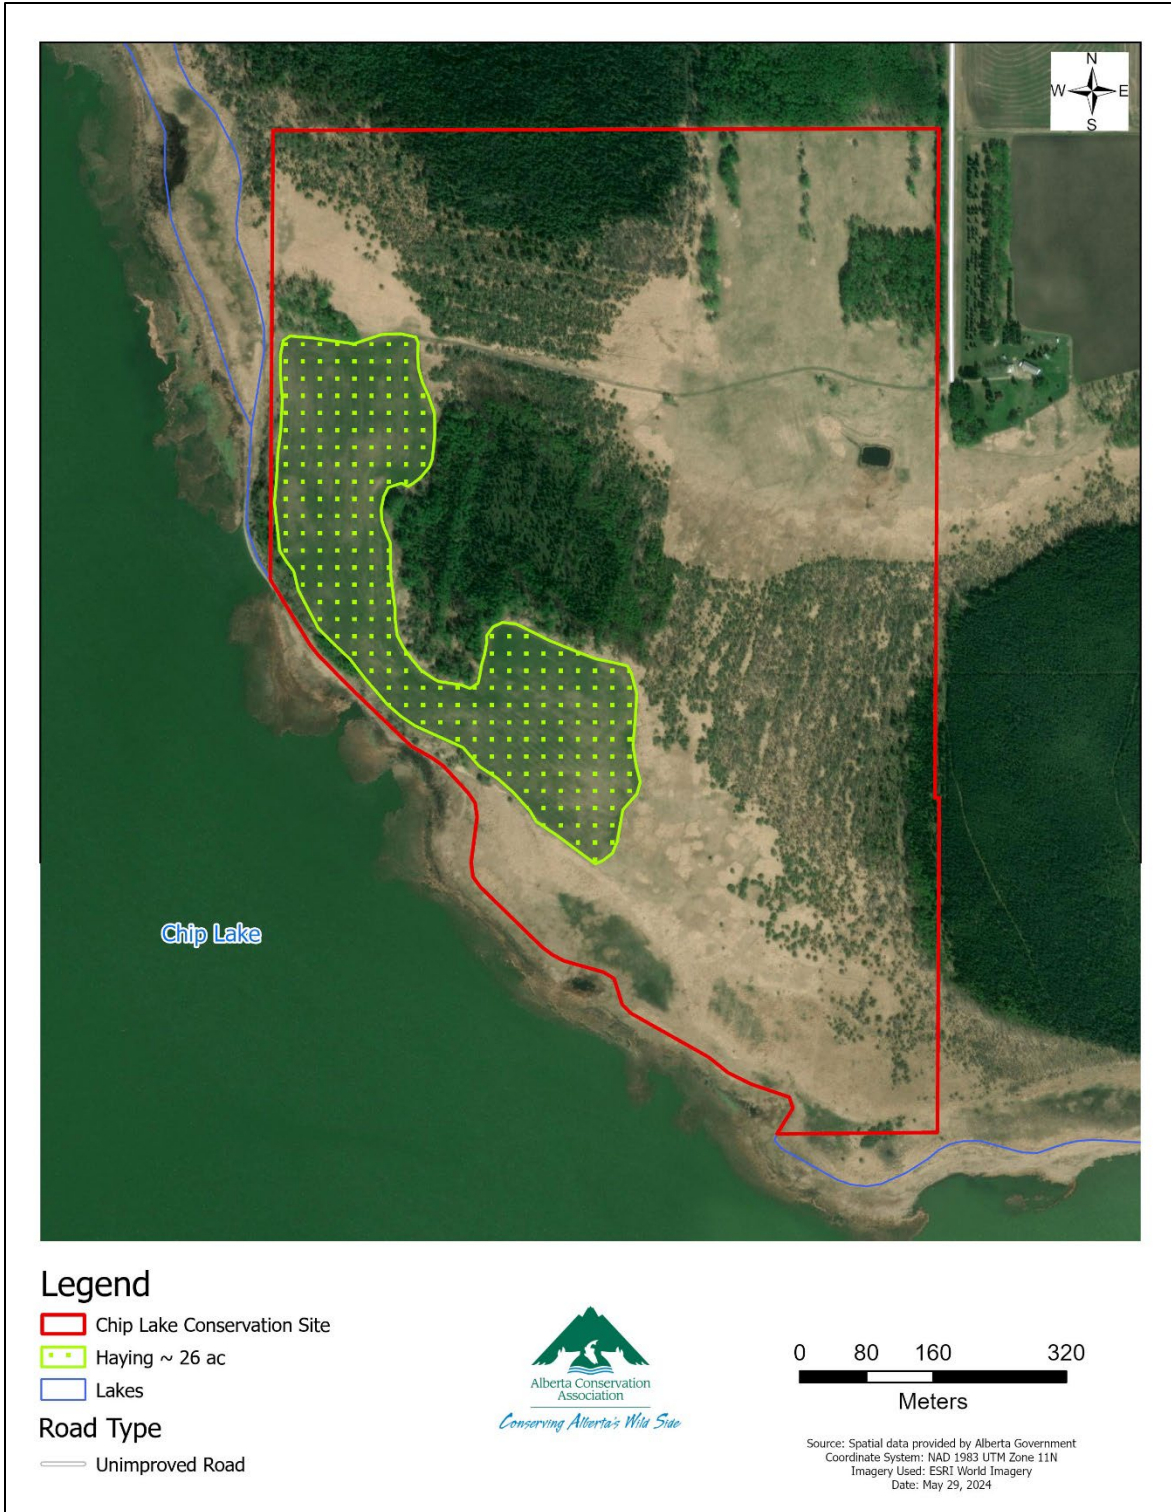 N
W E
S
Chip Lake
Legend
Chip Lake Conservation Site
Haying ~ 26 ac
Lakes
Road Type
Unimproved Road
Alberta Conservation
Association
Conserving Alberta's Wild Side
0 80 160 320
Meters
Source: Spatial data provided by Alberta Government
Coordinate System: NAD 1983 UTM Zone 11N
Imagery Used: ESRI World Imagery
Date: May 29, 2024